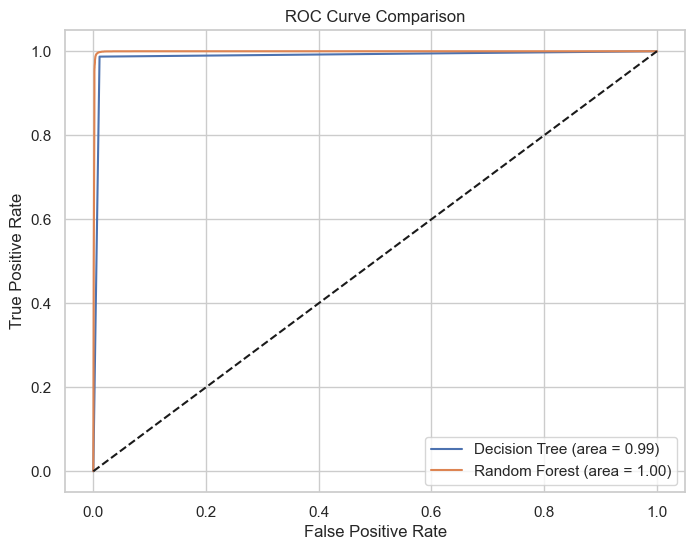 ROC Curve Comparison
True Positive Rate
1.0
0.8
0.6
0.4
0.2
0.0
0.0 0.2 0.4 0.6 0.8 1.0
False Positive Rate
Decision Tree (area = 0.99)
Random Forest (area = 1.00)